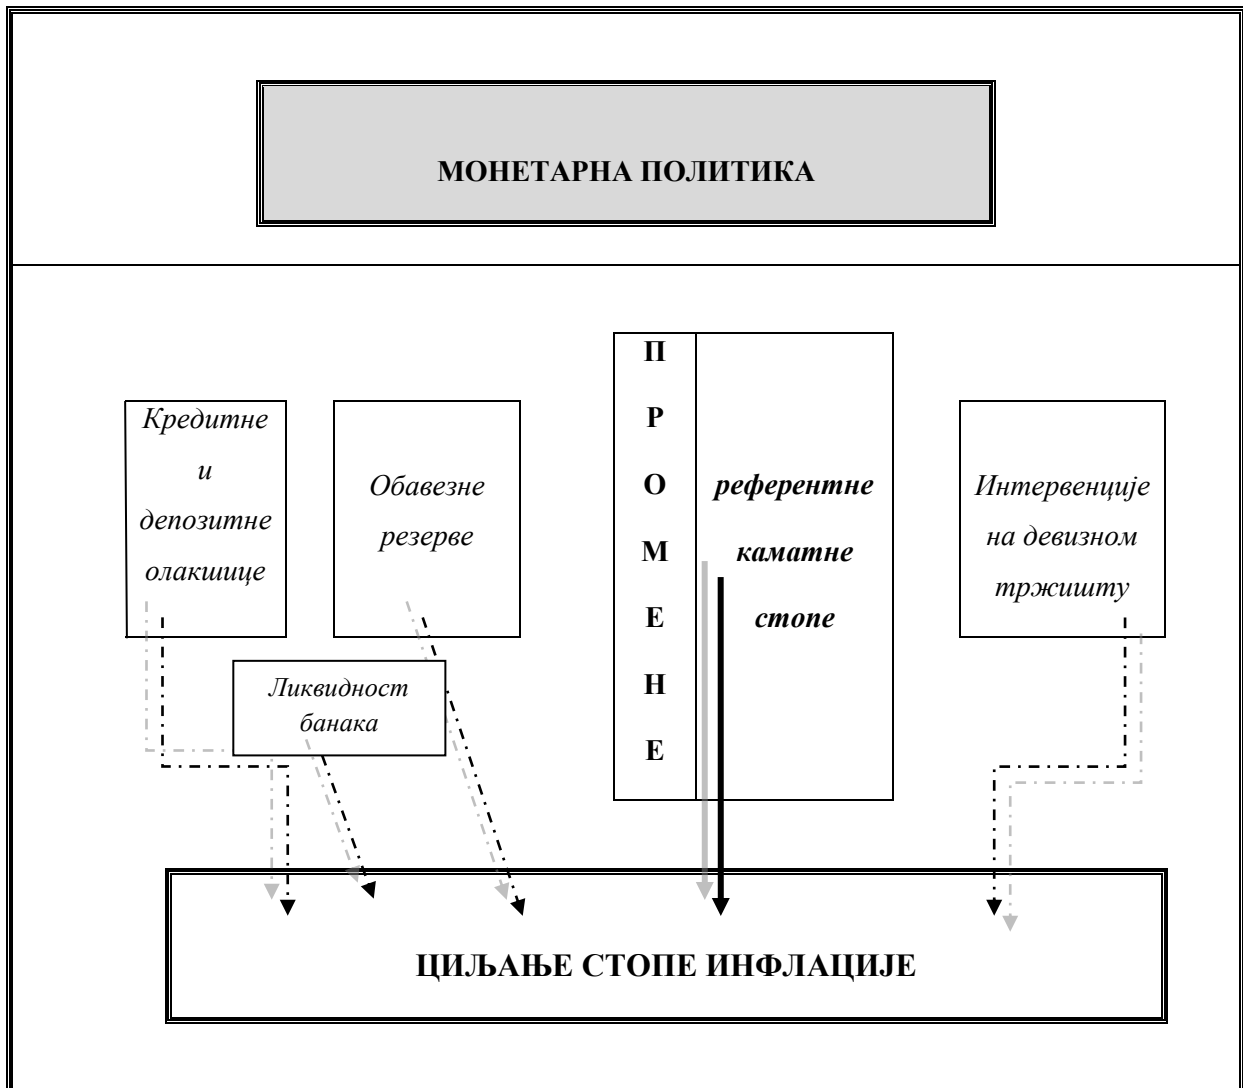 МОНЕТАРНА ПОЛИТИКА
Кредитне
и
депозитне
олакшице
Обавезне
резерве
П
Р
О
М
Е
Н
Е
референтне
каматне
стопе
Интервенције
на девизном
тржишту
Ликвидност
банака
ЦИЉАЊЕ СТОПЕ ИНФЛАЦИЈЕ